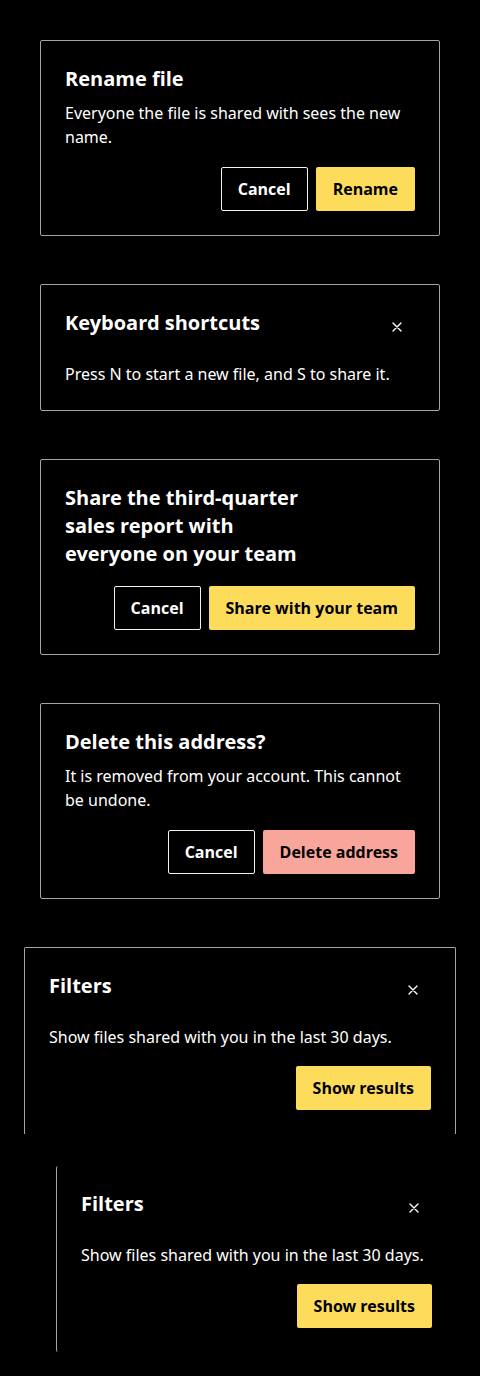 Rename file
Everyone the file is shared with sees the new
name.
Cancel
Rename
Keyboard shortcuts
Press N to start a new file, and S to share it.
Share the third-quarter
sales report with
everyone on your team
Cancel
Share with your team
Delete this address?
It is removed from your account. This cannot
be undone.
Cancel
Delete address
Filters
Show files shared with you in the last 30 days.
Show results
Filters
Show files shared with you in the last 30 days.
Show results